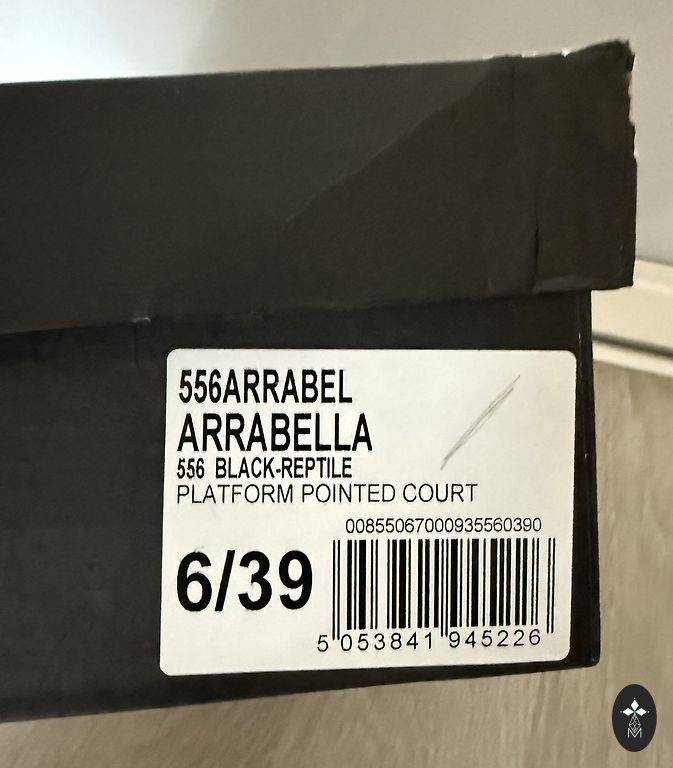 556ARRABEL
ARRABELLA
556 BLACK-REPTILE
PLATFORM POINTED COURT
00855067000935560390
6/39
5 053841 945226
M